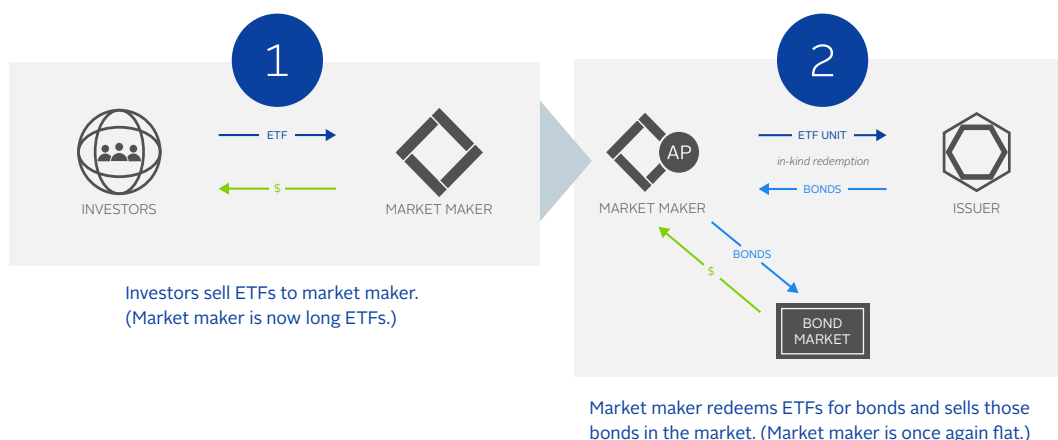 1
ETF
$
INVESTORS
MARKET MAKER
Investors sell ETFs to market maker.
(Market maker is now long ETFs.)
2
AP
ETF UNIT
in-kind redemption
BONDS
MARKET MAKER
ISSUER
BONDS
$
BOND
MARKET
Market maker redeems ETFs for bonds and sells those
bonds in the market. (Market maker is once again flat.)